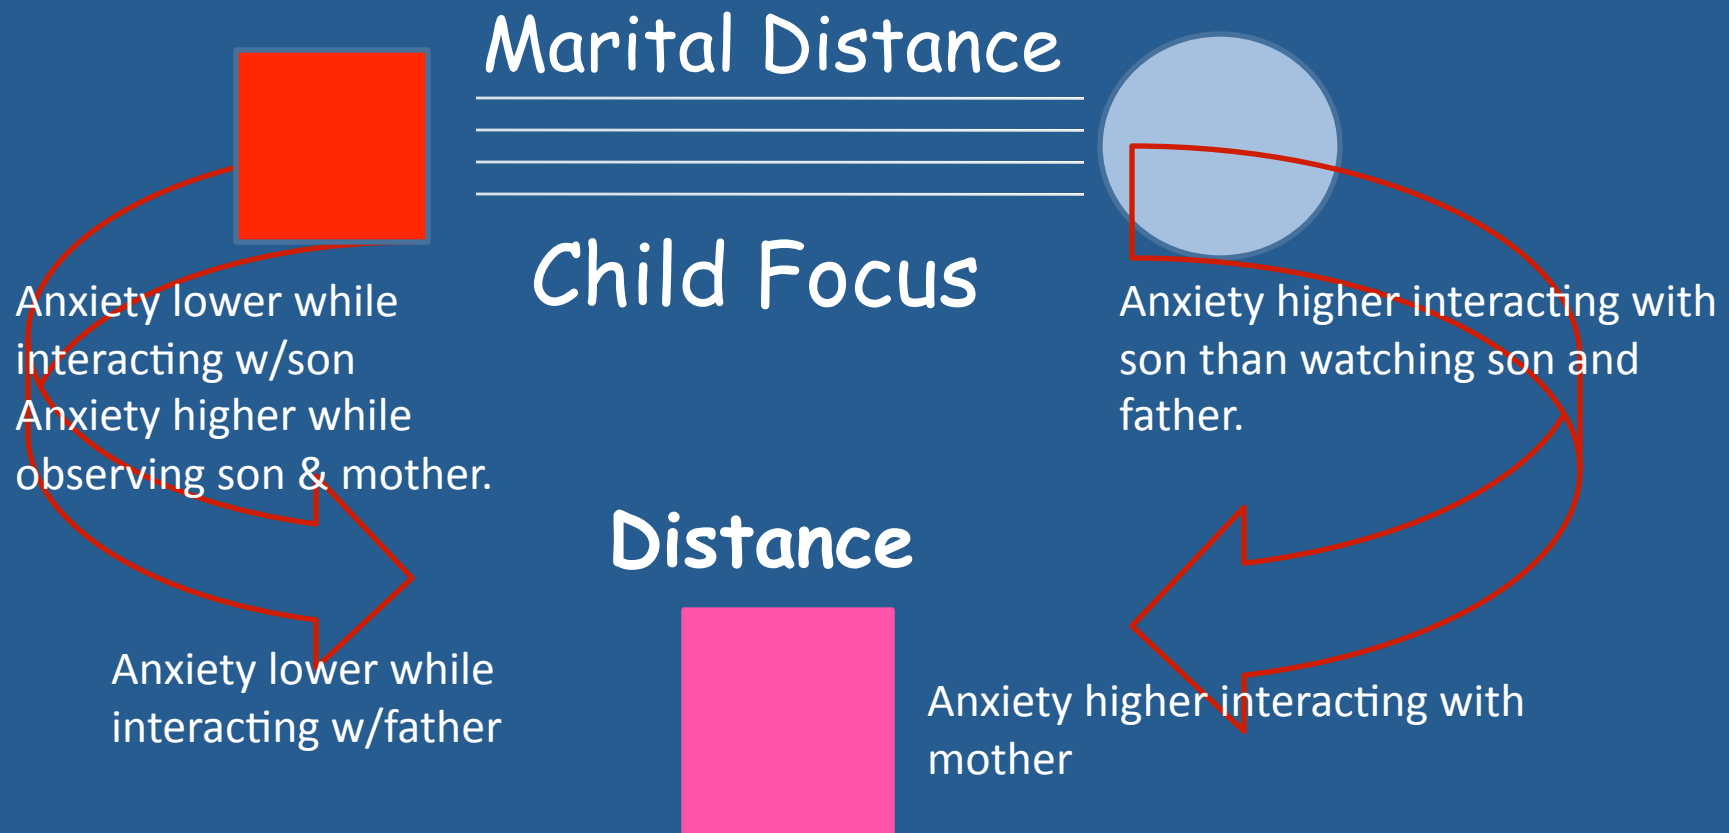 Marital Distance
Child Focus
Anxiety lower while
interacting w/son
Anxiety higher while
observing son & mother.
Anxiety higher interacting with
son than watching son and
father.
Distance
Anxiety lower while
interacting w/father
Anxiety higher interacting with
mother